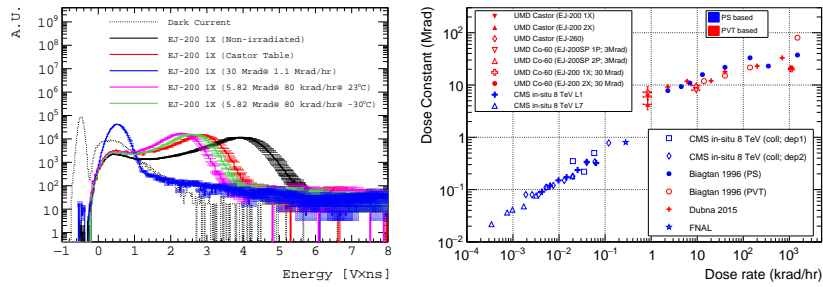 A.U.
10⁹
10⁸
10⁷
10⁶
10⁵
10⁴
10³
10²
10
1
Dark Current
EJ-200 1X (Non-irradiated)
EJ-200 1X (Castor Table)
EJ-200 1X (30 Mrad@ 1.1 Mrad/hr)
EJ-200 1X (5.82 Mrad@ 80 krad/hr@ 23°C)
EJ-200 1X (5.82 Mrad@ 80 krad/hr@ -30°C)
−1 0 1 2 3 4 5 6 7 8
Energy [V×ns]
Dose Constant (Mrad)
10³
10²
10
1
10⁻¹
10⁻²
UMD Castor (EJ-200 1X)
UMD Castor (EJ-200 2X)
UMD Co-60 (EJ-260)
UMD Co-60 (EJ-200SP 1P; 3Mrad)
UMD Co-60 (EJ-200SP 2P; 3Mrad)
UMD Co-60 (EJ-200 1X; 30 Mrad)
UMD Co-60 (EJ-200 2X; 30 Mrad)
CMS in-situ 8 TeV L1
CMS in-situ 8 TeV L7
PS based
PVT based
CMS in-situ 8 TeV (coll; dep1)
CMS in-situ 8 TeV (coll; dep2)
Biagtan 1996 (PS)
Biagtan 1996 (PVT)
Dubna 2015
FNAL
10⁻⁴ 10⁻³ 10⁻² 10⁻¹ 1 10 10² 10³
Dose rate (krad/hr)